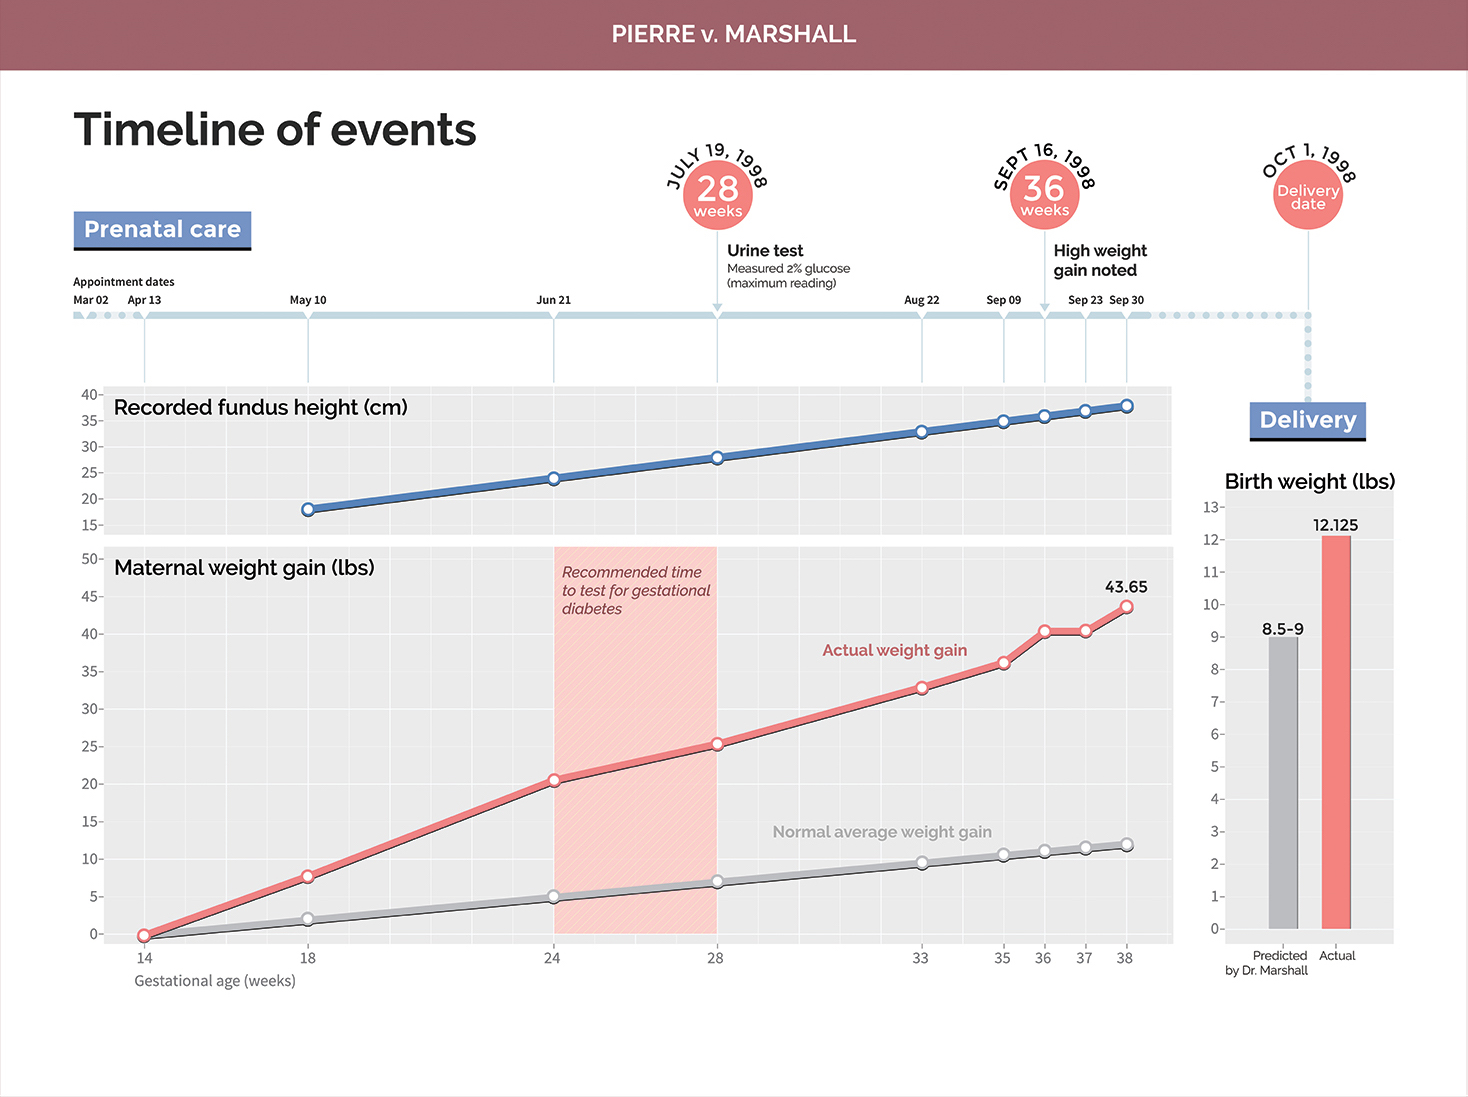 PIERRE v. MARSHALL
Timeline of events
JULY 19, 1998
28
weeks
SEPT 16, 1998
36
weeks
OCT 1, 1998
Delivery
date
Prenatal care
Urine test
Measured 2% glucose
(maximum reading)
High weight
gain noted
Appointment dates
Mar 02 Apr 13 May 10 Jun 21 Aug 22 Sep 09 Sep 23 Sep 30
Recorded fundus height (cm)
40
35
30
25
20
15
Delivery
Maternal weight gain (lbs)
50
45
40
35
30
25
20
15
10
5
0
Recommended time
to test for gestational
diabetes
43.65
Actual weight gain
Normal average weight gain
14 18 24 28 33 35 36 37 38
Gestational age (weeks)
Birth weight (lbs)
13
12
11
10
9
8
7
6
5
4
3
2
1
0
12.125
8.5-9
Predicted
by Dr. Marshall
Actual